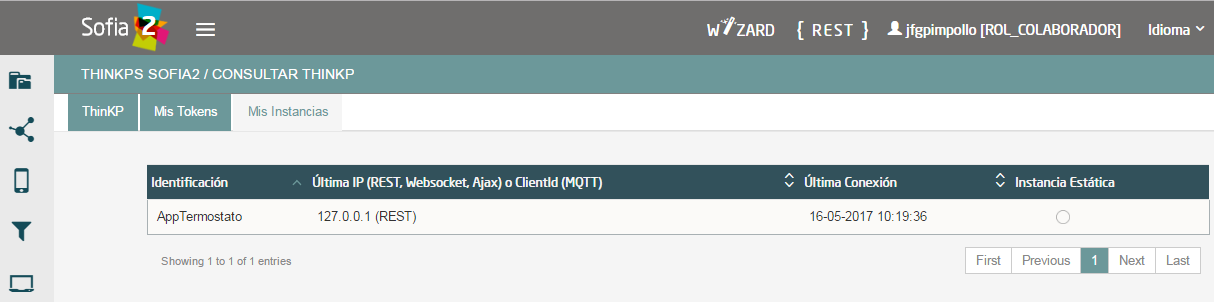 Sofia 2 WIZARD { REST } jfgpimpollo [ROL_COLABORADOR] Idioma
THINKPS SOFIA2 / CONSULTAR THINKP
ThinKP Mis Tokens Mis Instancias
Identificación Última IP (REST, Websocket, Ajax) o ClientId (MQTT) Última Conexión Instancia Estática
AppTermostato 127.0.0.1 (REST) 16-05-2017 10:19:36
Showing 1 to 1 of 1 entries First Previous 1 Next Last